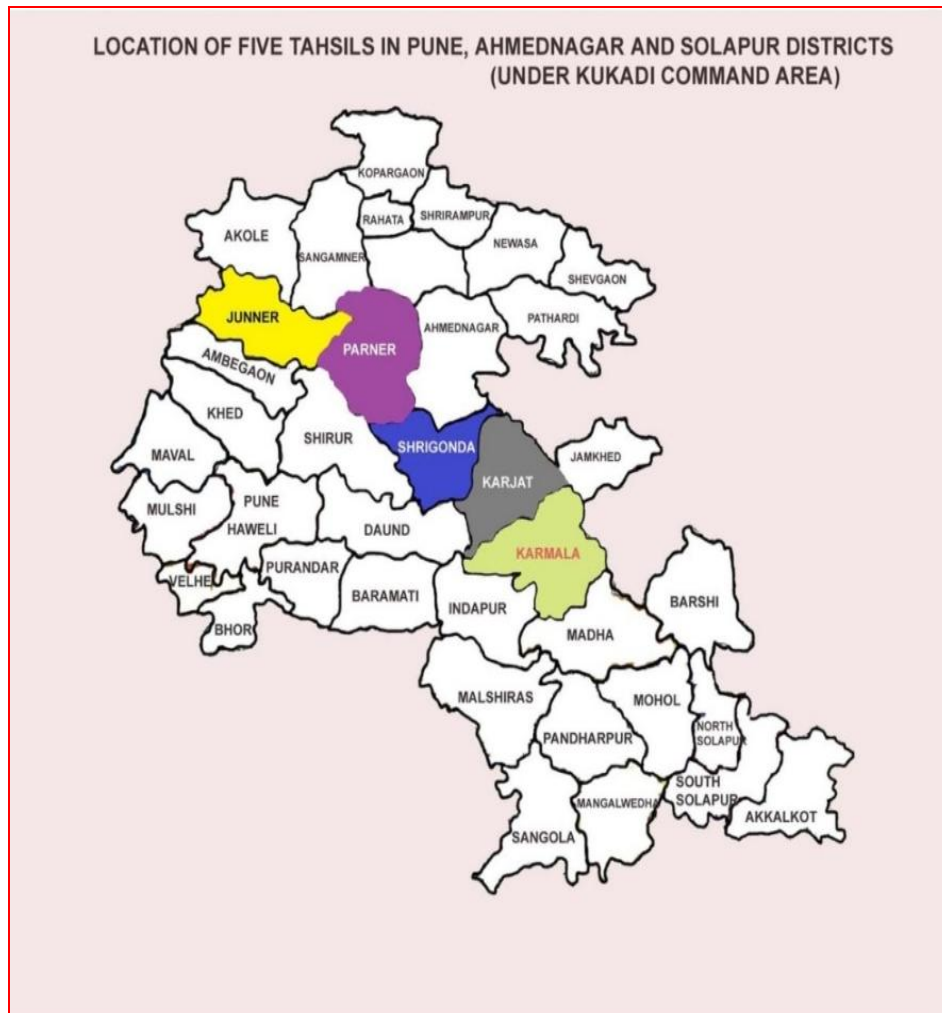 LOCATION OF FIVE TAHSILS IN PUNE, AHMEDNAGAR AND SOLAPUR DISTRICTS
(UNDER KUKADI COMMAND AREA)
KOPARGAON
RAHATA
SHRIRAMPUR
AKOLE
SANGAMNER
NEWASA
SHEVGAON
JUNNER
PARNER
AHMEDNAGAR
PATHARDI
AMBEGAON
KHED
SHIRUR
SHRIGONDA
MAVAL
KARJAT
JAMKHED
MULSHI
PUNE
HAWELI
DAUND
KARMALA
VELHE
PURANDAR
BARAMATI
INDAPUR
BARSHI
BHOR
MADHA
MALSHIRAS
MOHOL
PANDHARPUR
NORTH
SOLAPUR
SOUTH
SOLAPUR
MANGALWEDHA
AKKALKOT
SANGOLA